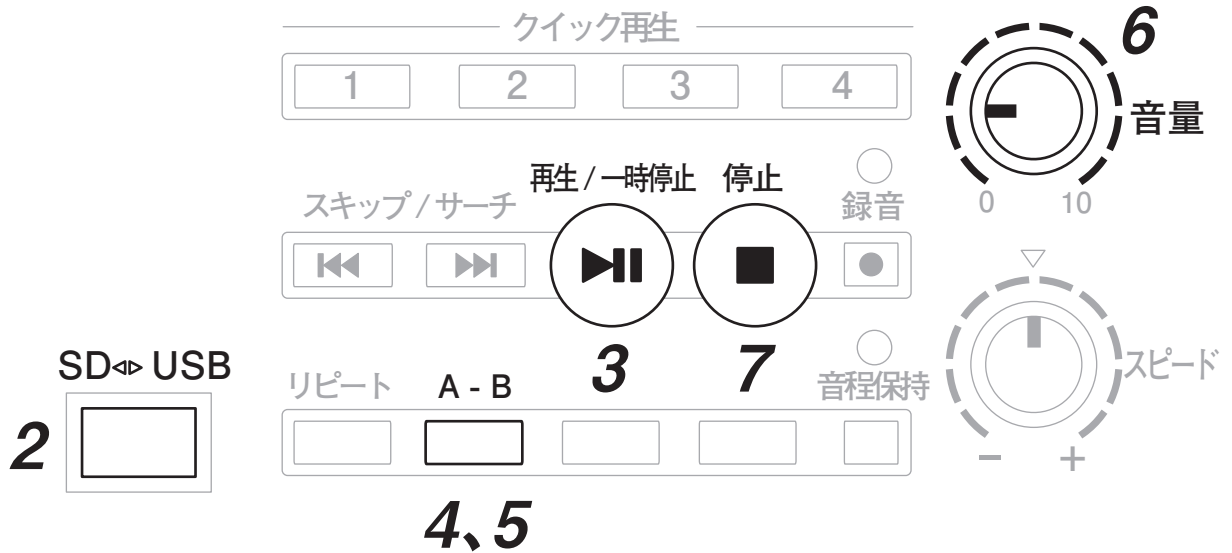 クイック再生
6
1 2 3 4
音量
0 10
再生 / 一時停止 停止
スキップ / サーチ
録音
3 7
スピード
- +
SD◁▷USB
2
リピート A - B
音程保持
4、5